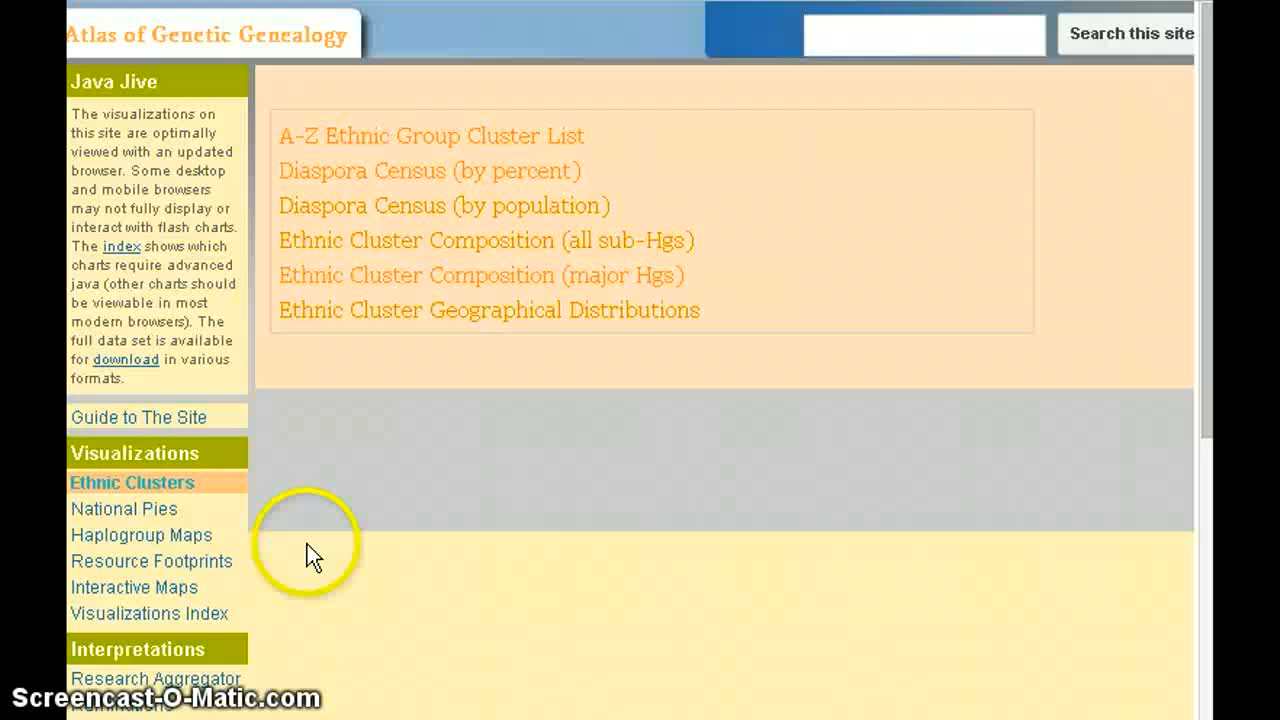 Atlas of Genetic Genealogy
Search this site
Java Jive
The visualizations on
this site are optimally
viewed with an updated
browser. Some desktop
and mobile browsers
may not fully display or
interact with flash charts.
The index shows which
charts require advanced
java (other charts should
be viewable in most
modern browsers). The
full data set is available
for download in various
formats.
Guide to The Site
Visualizations
Ethnic Clusters
National Pies
Haplogroup Maps
Resource Footprints
Interactive Maps
Visualizations Index
Interpretations
Research Aggregator
A-Z Ethnic Group Cluster List
Diaspora Census (by percent)
Diaspora Census (by population)
Ethnic Cluster Composition (all sub-Hgs)
Ethnic Cluster Composition (major Hgs)
Ethnic Cluster Geographical Distributions
Screencast-O-Matic.com